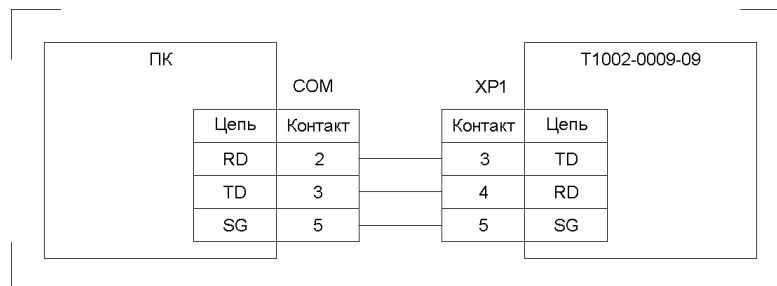 ПК
Т1002-0009-09
COM
XP1
Цепь Контакт Контакт Цепь
RD 2 3 TD
TD 3 4 RD
SG 5 5 SG